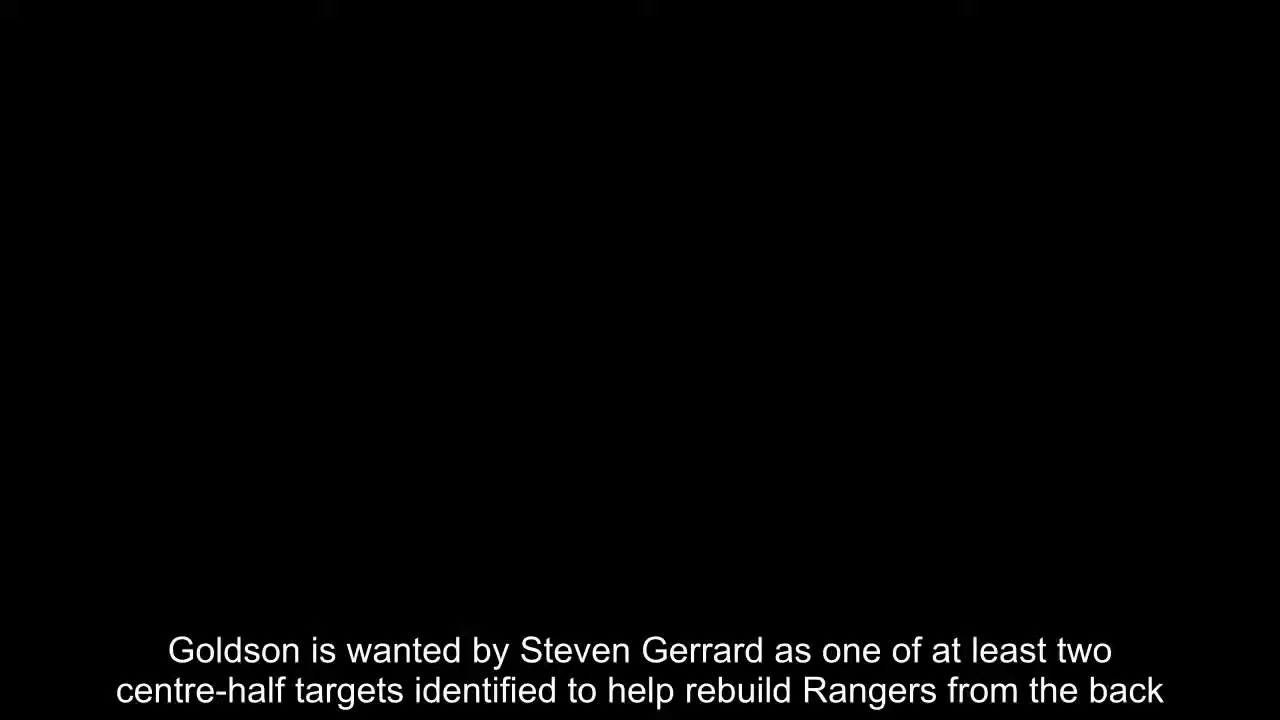 Goldson is wanted by Steven Gerrard as one of at least two
centre-half targets identified to help rebuild Rangers from the back